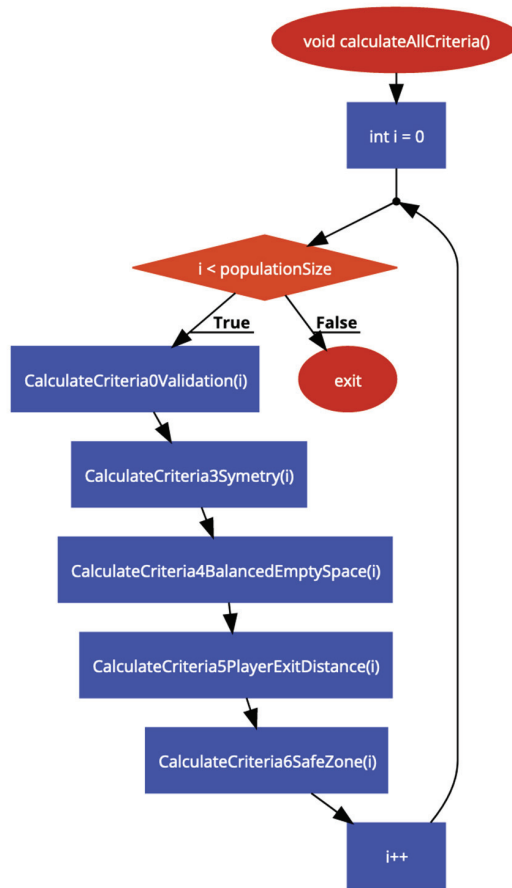 void calculateAllCriteria()
int i = 0
i < populationSize
True
False
CalculateCriteria0Validation(i)
exit
CalculateCriteria3Symetry(i)
CalculateCriteria4BalancedEmptySpace(i)
CalculateCriteria5PlayerExitDistance(i)
CalculateCriteria6SafeZone(i)
i++